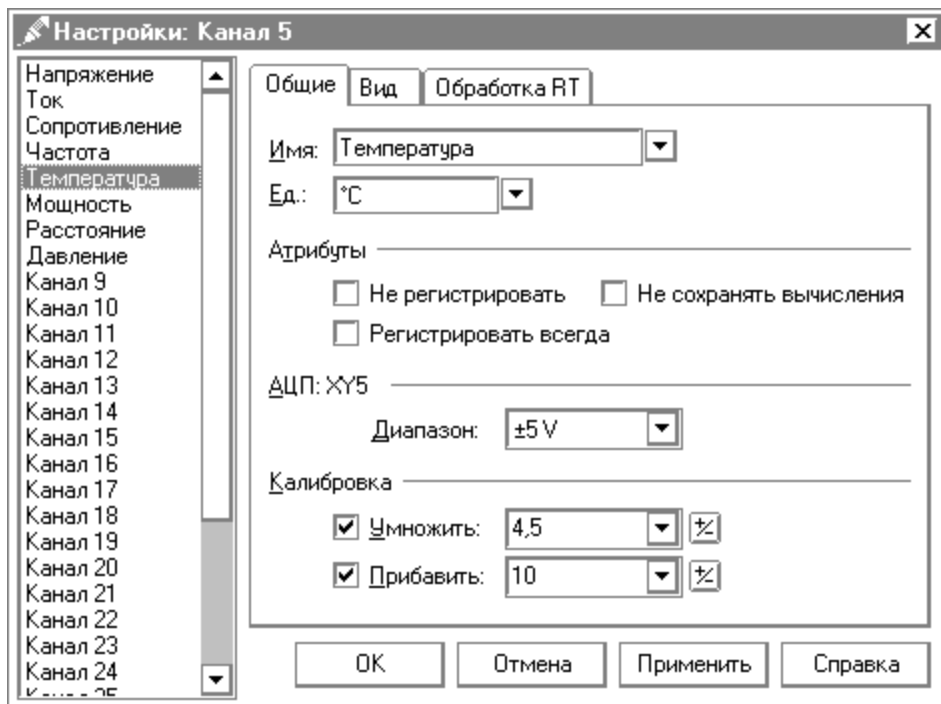 Настройки: Канал 5
Напряжение
Ток
Сопротивление
Частота
Температура
Мощность
Расстояние
Давление
Канал 9
Канал 10
Канал 11
Канал 12
Канал 13
Канал 14
Канал 15
Канал 16
Канал 17
Канал 18
Канал 19
Канал 20
Канал 21
Канал 22
Канал 23
Канал 24
Общие Вид Обработка RT
Имя: Температура
Ед.: °C
Атрибуты
Не регистрировать Не сохранять вычисления
Регистрировать всегда
АЦП: XY5
Диапазон: ±5 V
Калибровка
Умножить: 4,5 +/-
Прибавить: 10 +/-
OK Отмена Применить Справка